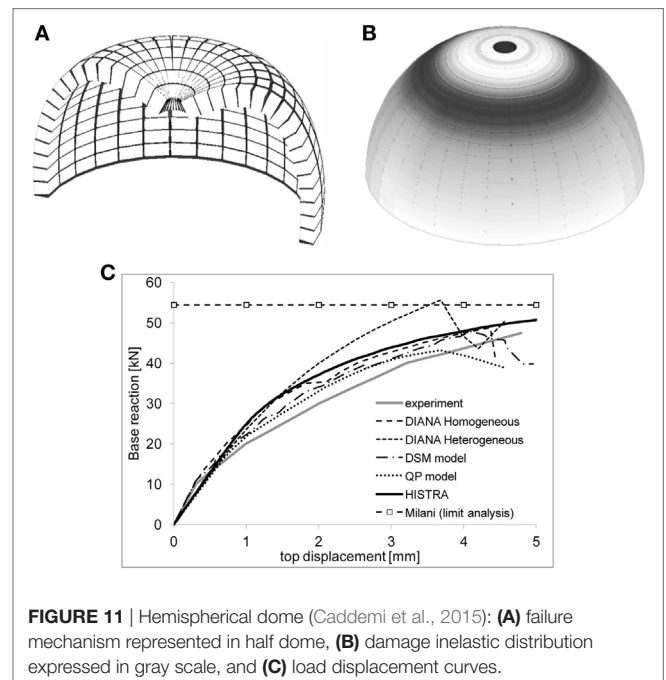 A
B
C
60
50
40
30
20
10
0
Base reaction [kN]
experiment
DIANA Homogeneous
DIANA Heterogeneous
DSM model
QP model
HISTRA
Milani (limit analysis)
0 1 2 3 4 5
top displacement [mm]
FIGURE 11 | Hemispherical dome (Caddemi et al., 2015): (A) failure
mechanism represented in half dome, (B) damage inelastic distribution
expressed in gray scale, and (C) load displacement curves.